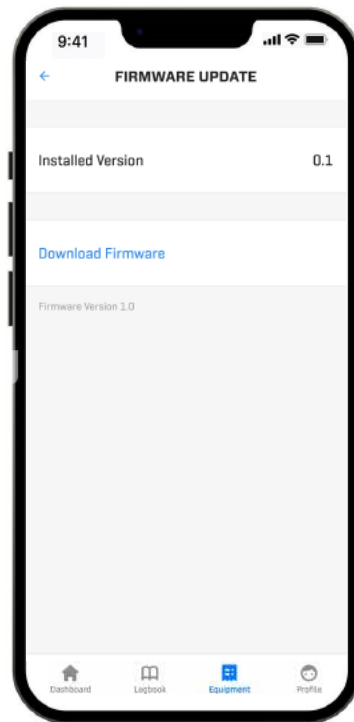 9:41
FIRMWARE UPDATE
Installed Version 0.1
Download Firmware
Firmware Version 1.0
Dashboard Logbook Equipment Profile